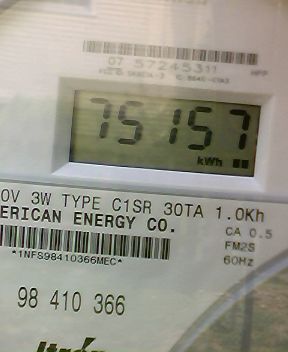 07 57245311
75157
kWh
0V 3W TYPE C1SR 30TA 1.0Kh
ERICAN ENERGY CO.
CA 0.5
FM2S
60Hz
*1NFS98410366MEC*
98 410 366
Itron